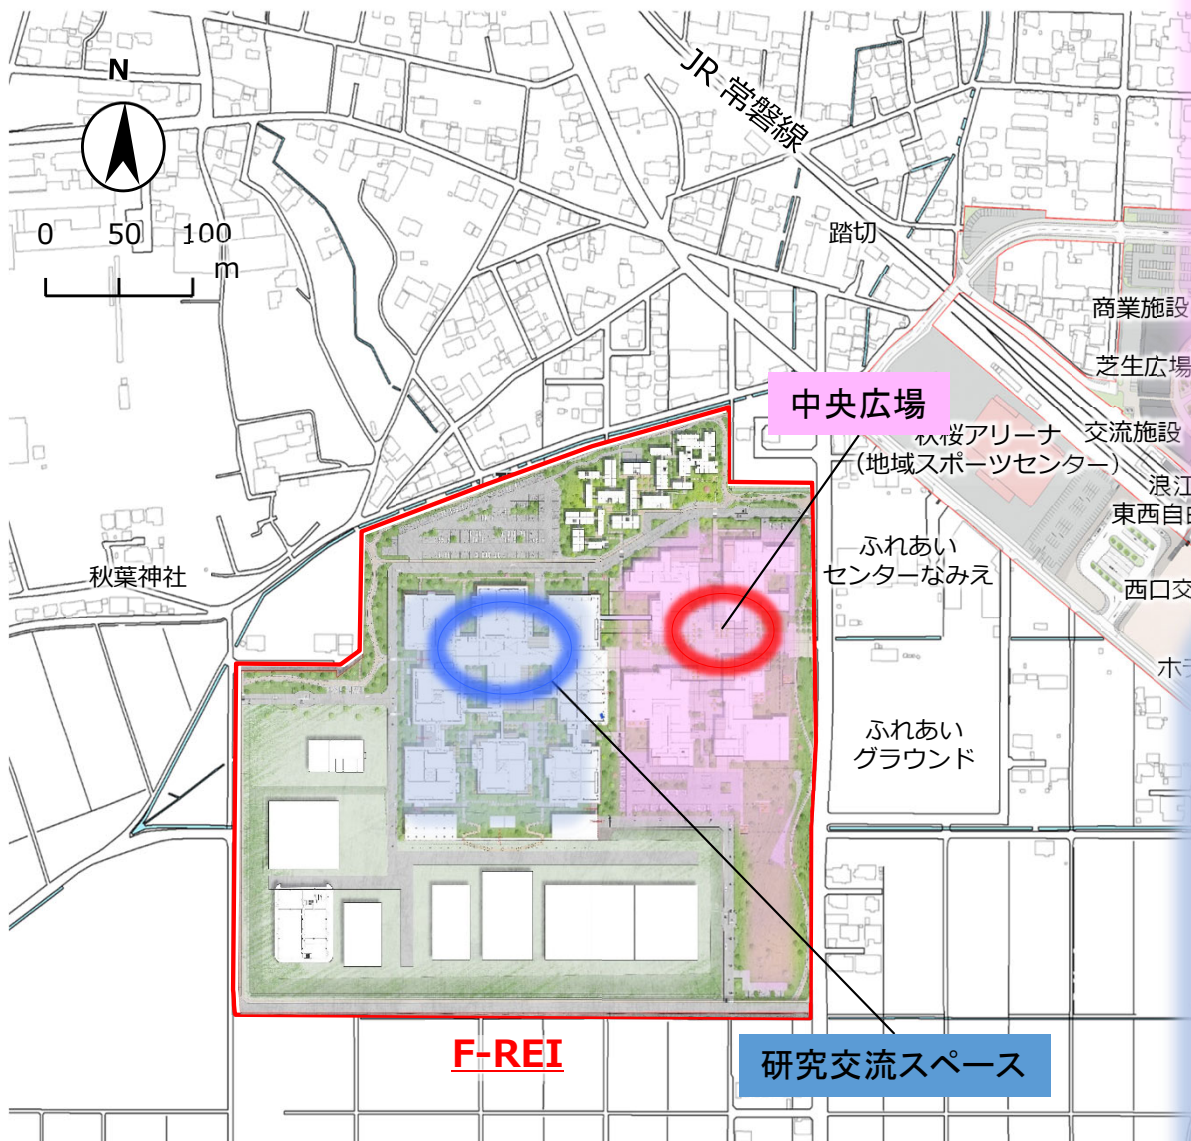 N
0 50 100
m
JR 常磐線
踏切
商業施設
芝生広場
中央広場
秋桜アリーナ
(地域スポーツセンター)
交流施設
浪江
東西自由
ふれあい
センターなみえ
秋葉神社
西口交
ホテ
ふれあい
グラウンド
F-REI
研究交流スペース